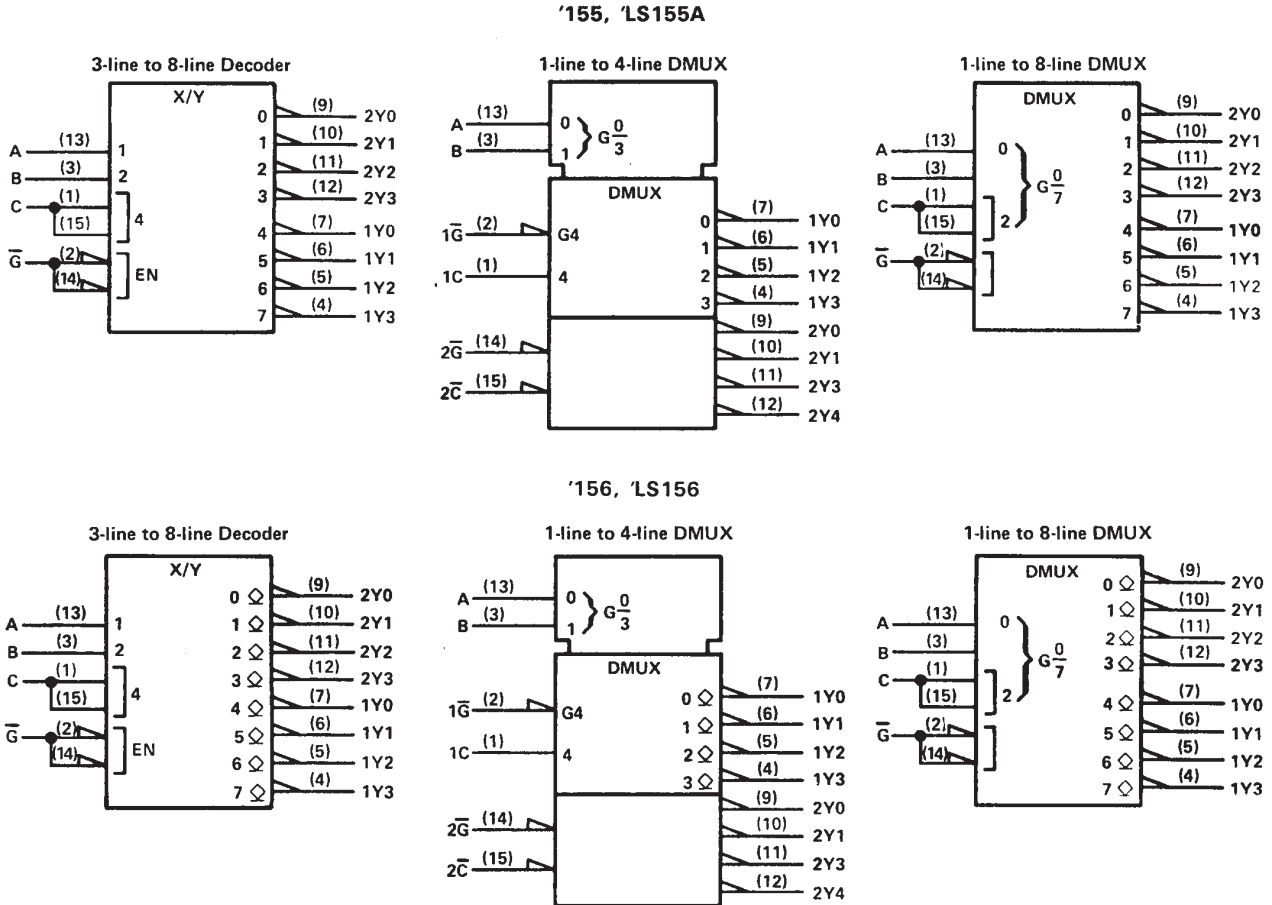 '155, 'LS155A
3-line to 8-line Decoder
X/Y
A (13) 1
B (3) 2
C (1)
(15) 4
G̅ (2)
(14) EN
0 (9) 2Y0
1 (10) 2Y1
2 (11) 2Y2
3 (12) 2Y3
4 (7) 1Y0
5 (6) 1Y1
6 (5) 1Y2
7 (4) 1Y3
1-line to 4-line DMUX
A (13) 0
B (3) 1
} G 0/3
DMUX
1G̅ (2) G4
1C (1) 4
2G̅ (14)
2C̅ (15)
0 (7) 1Y0
1 (6) 1Y1
2 (5) 1Y2
3 (4) 1Y3
(9) 2Y0
(10) 2Y1
(11) 2Y3
(12) 2Y4
1-line to 8-line DMUX
DMUX
A (13) 0
B (3)
C (1)
(15) 2
} G 0/7
G̅ (2)
(14)
0 (9) 2Y0
1 (10) 2Y1
2 (11) 2Y2
3 (12) 2Y3
4 (7) 1Y0
5 (6) 1Y1
6 (5) 1Y2
7 (4) 1Y3
'156, 'LS156
3-line to 8-line Decoder
X/Y
A (13) 1
B (3) 2
C (1)
(15) 4
G̅ (2)
(14) EN
0 ◇ (9) 2Y0
1 ◇ (10) 2Y1
2 ◇ (11) 2Y2
3 ◇ (12) 2Y3
4 ◇ (7) 1Y0
5 ◇ (6) 1Y1
6 ◇ (5) 1Y2
7 ◇ (4) 1Y3
1-line to 4-line DMUX
A (13) 0
B (3) 1
} G 0/3
DMUX
1G̅ (2) G4
1C (1) 4
2G̅ (14)
2C̅ (15)
0 ◇ (7) 1Y0
1 ◇ (6) 1Y1
2 ◇ (5) 1Y2
3 ◇ (4) 1Y3
(9) 2Y0
(10) 2Y1
(11) 2Y3
(12) 2Y4
1-line to 8-line DMUX
DMUX
A (13) 0
B (3)
C (1)
(15) 2
} G 0/7
G̅ (2)
(14)
0 ◇ (9) 2Y0
1 ◇ (10) 2Y1
2 ◇ (11) 2Y2
3 ◇ (12) 2Y3
4 ◇ (7) 1Y0
5 ◇ (6) 1Y1
6 ◇ (5) 1Y2
7 ◇ (4) 1Y3